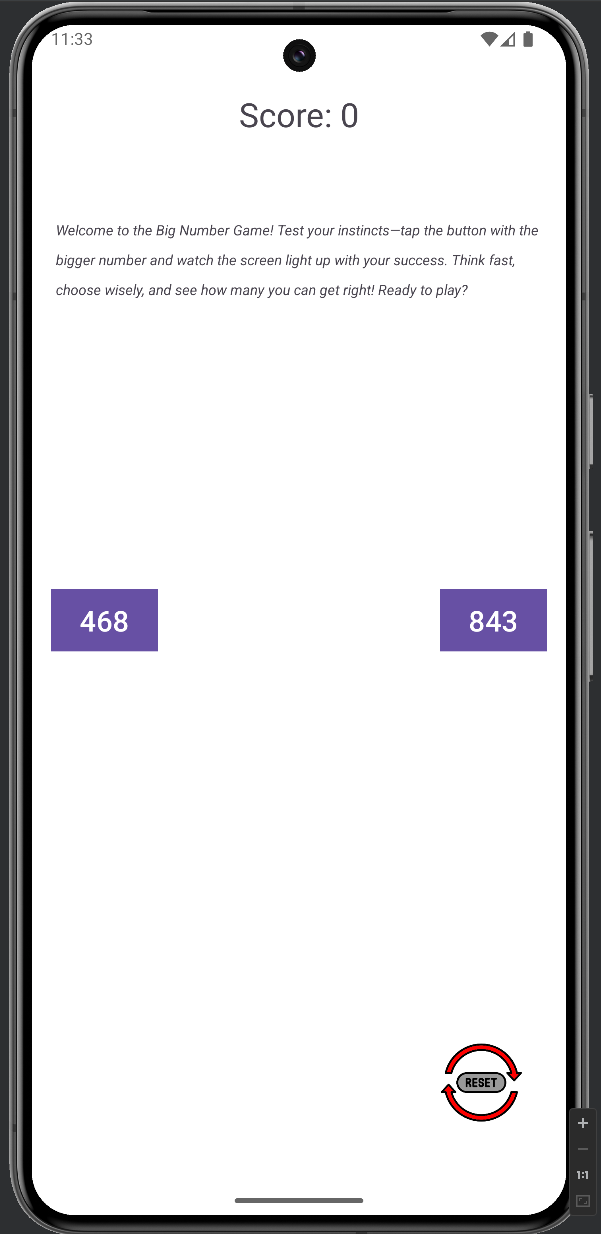 11:33
Score: 0
Welcome to the Big Number Game! Test your instincts—tap the button with the
bigger number and watch the screen light up with your success. Think fast,
choose wisely, and see how many you can get right! Ready to play?
468
843
RESET
1:1